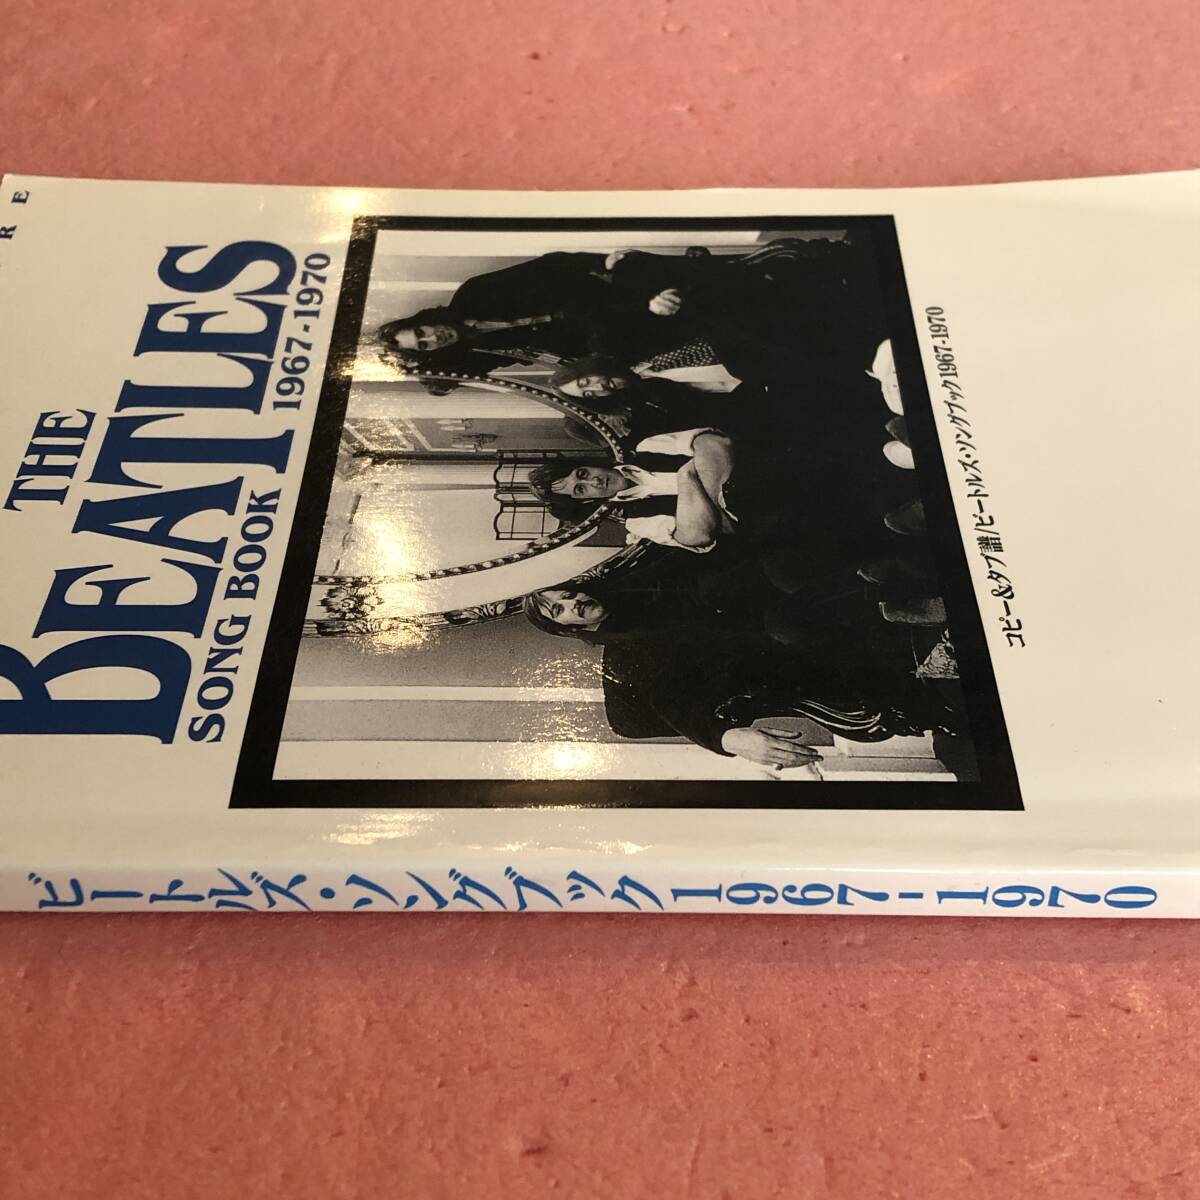 THE
BEATLES
SONG BOOK 1967-1970
コピー&タブ譜/ビートルズ・ソングブック1967-1970
ビートルズ・ソングブック1967-1970